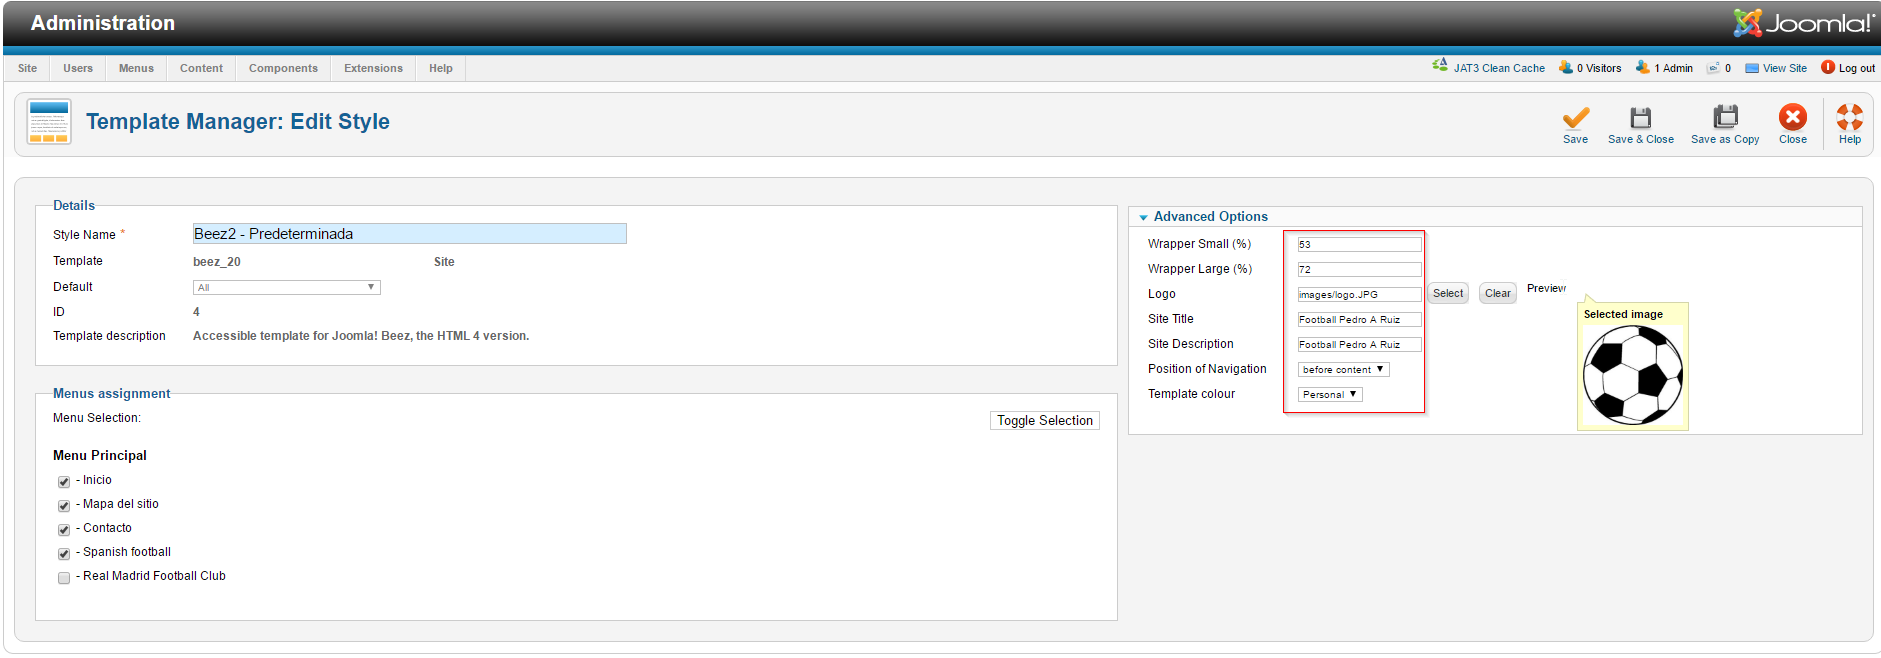 Administration
Joomla!
Site Users Menus Content Components Extensions Help
JAT3 Clean Cache 0 Visitors 1 Admin 0 View Site Log out
Template Manager: Edit Style
Save Save & Close Save as Copy Close Help
Details
Style Name * Beez2 - Predeterminada
Template beez_20 Site
Default All
ID 4
Template description Accessible template for Joomla! Beez, the HTML 4 version.
Menus assignment
Menu Selection:
Toggle Selection
Menu Principal
- Inicio
- Mapa del sitio
- Contacto
- Spanish football
- Real Madrid Football Club
Advanced Options
Wrapper Small (%) 53
Wrapper Large (%) 72
Logo images/logo.JPG Select Clear Preview
Site Title Football Pedro A Ruiz
Site Description Football Pedro A Ruiz
Position of Navigation before content
Template colour Personal
Selected image